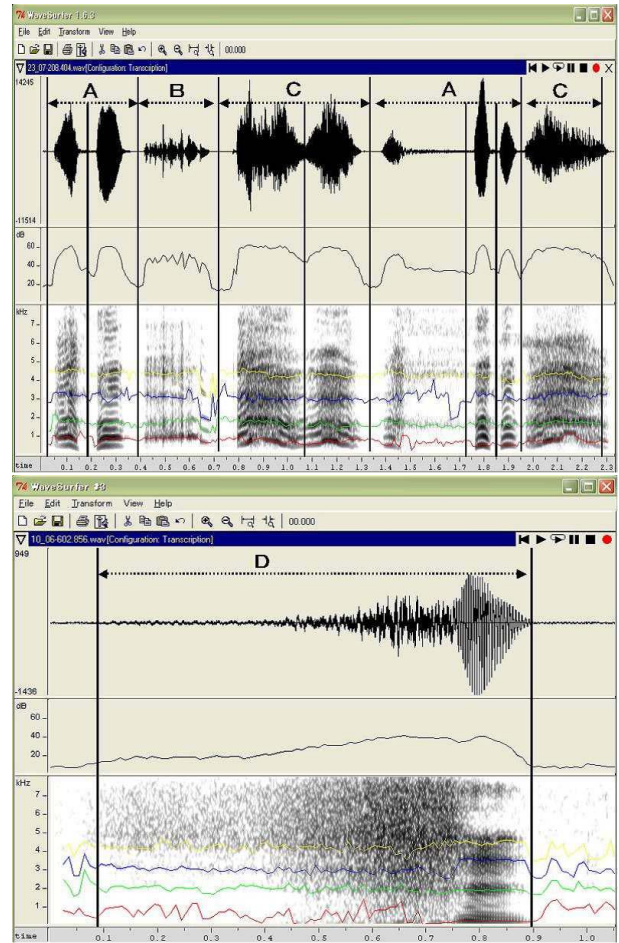 WaveSurfer 1.6.3
File Edit Transform View Help
00.000
23_07-208.404.wav[Configuration: Transcription]
14245
A B C A C
-11514
dB
60
40
20
kHz
7
6
5
4
3
2
1
time 0.1 0.2 0.3 0.4 0.5 0.6 0.7 0.8 0.9 1.0 1.1 1.2 1.3 1.4 1.5 1.6 1.7 1.8 1.9 2.0 2.1 2.2 2.3
File Edit Transform View Help
00.000
10_06-602.856.wav[Configuration: Transcription]
949
D
-1436
dB
60
40
20
kHz
7
6
5
4
3
2
1
time 0.1 0.2 0.3 0.4 0.5 0.6 0.7 0.8 0.9 1.0